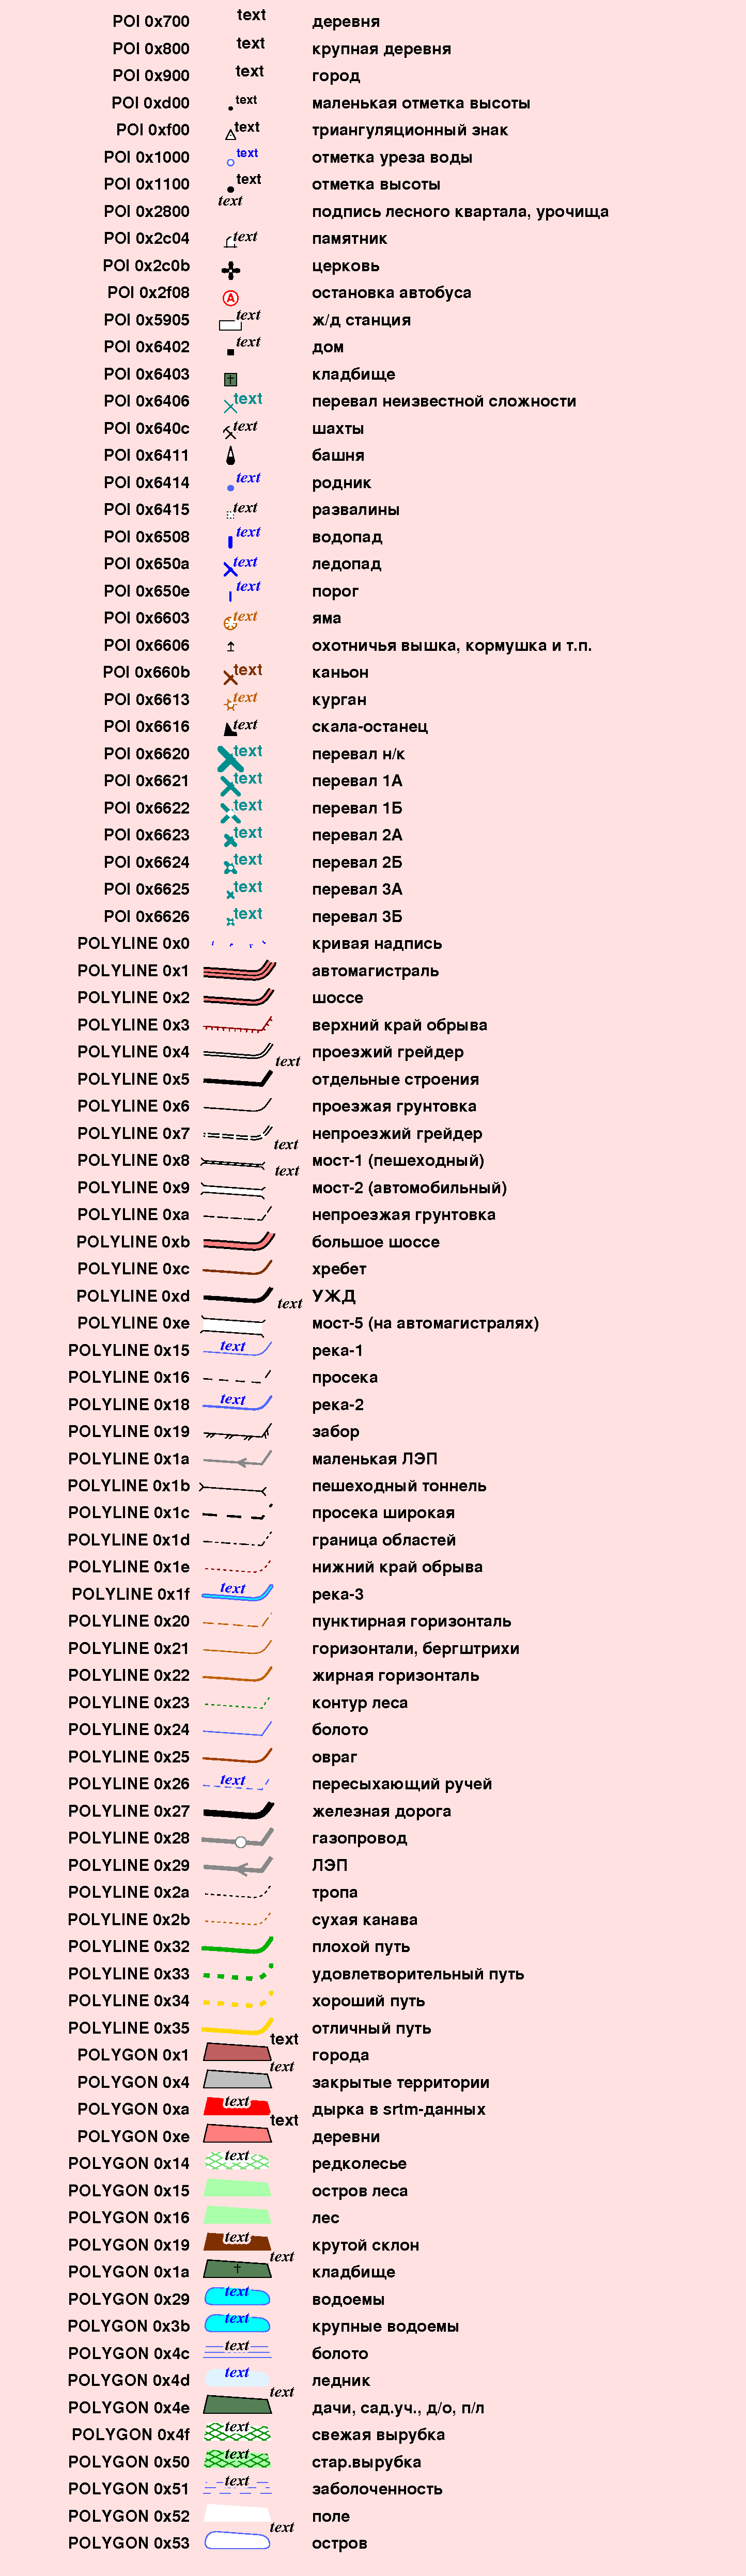 POI 0x700 text деревня
POI 0x800 text крупная деревня
POI 0x900 text город
POI 0xd00 text маленькая отметка высоты
POI 0xf00 text триангуляционный знак
POI 0x1000 text отметка уреза воды
POI 0x1100 text отметка высоты
POI 0x2800 text подпись лесного квартала, урочища
POI 0x2c04 text памятник
POI 0x2c0b церковь
POI 0x2f08 A остановка автобуса
POI 0x5905 text ж/д станция
POI 0x6402 text дом
POI 0x6403 кладбище
POI 0x6406 text перевал неизвестной сложности
POI 0x640c text шахты
POI 0x6411 башня
POI 0x6414 text родник
POI 0x6415 text развалины
POI 0x6508 text водопад
POI 0x650a text ледопад
POI 0x650e text порог
POI 0x6603 text яма
POI 0x6606 охотничья вышка, кормушка и т.п.
POI 0x660b text каньон
POI 0x6613 text курган
POI 0x6616 text скала-останец
POI 0x6620 text перевал н/к
POI 0x6621 text перевал 1А
POI 0x6622 text перевал 1Б
POI 0x6623 text перевал 2А
POI 0x6624 text перевал 2Б
POI 0x6625 text перевал 3А
POI 0x6626 text перевал 3Б
POLYLINE 0x0 кривая надпись
POLYLINE 0x1 автомагистраль
POLYLINE 0x2 шоссе
POLYLINE 0x3 верхний край обрыва
POLYLINE 0x4 проезжий грейдер
POLYLINE 0x5 text отдельные строения
POLYLINE 0x6 проезжая грунтовка
POLYLINE 0x7 непроезжий грейдер
POLYLINE 0x8 text мост-1 (пешеходный)
POLYLINE 0x9 text мост-2 (автомобильный)
POLYLINE 0xa непроезжая грунтовка
POLYLINE 0xb большое шоссе
POLYLINE 0xc хребет
POLYLINE 0xd УЖД
POLYLINE 0xe text мост-5 (на автомагистралях)
POLYLINE 0x15 text река-1
POLYLINE 0x16 просека
POLYLINE 0x18 text река-2
POLYLINE 0x19 забор
POLYLINE 0x1a маленькая ЛЭП
POLYLINE 0x1b пешеходный тоннель
POLYLINE 0x1c просека широкая
POLYLINE 0x1d граница областей
POLYLINE 0x1e нижний край обрыва
POLYLINE 0x1f text река-3
POLYLINE 0x20 пунктирная горизонталь
POLYLINE 0x21 горизонтали, бергштрихи
POLYLINE 0x22 жирная горизонталь
POLYLINE 0x23 контур леса
POLYLINE 0x24 болото
POLYLINE 0x25 овраг
POLYLINE 0x26 text пересыхающий ручей
POLYLINE 0x27 железная дорога
POLYLINE 0x28 газопровод
POLYLINE 0x29 ЛЭП
POLYLINE 0x2a тропа
POLYLINE 0x2b сухая канава
POLYLINE 0x32 плохой путь
POLYLINE 0x33 удовлетворительный путь
POLYLINE 0x34 хороший путь
POLYLINE 0x35 отличный путь
POLYGON 0x1 text города
POLYGON 0x4 text закрытые территории
POLYGON 0xa text дырка в srtm-данных
POLYGON 0xe text деревни
POLYGON 0x14 text редколесье
POLYGON 0x15 остров леса
POLYGON 0x16 лес
POLYGON 0x19 text крутой склон
POLYGON 0x1a text кладбище
POLYGON 0x29 text водоемы
POLYGON 0x3b text крупные водоемы
POLYGON 0x4c text болото
POLYGON 0x4d text ледник
POLYGON 0x4e text дачи, сад.уч., д/о, п/л
POLYGON 0x4f text свежая вырубка
POLYGON 0x50 text стар.вырубка
POLYGON 0x51 text заболоченность
POLYGON 0x52 поле
POLYGON 0x53 text остров